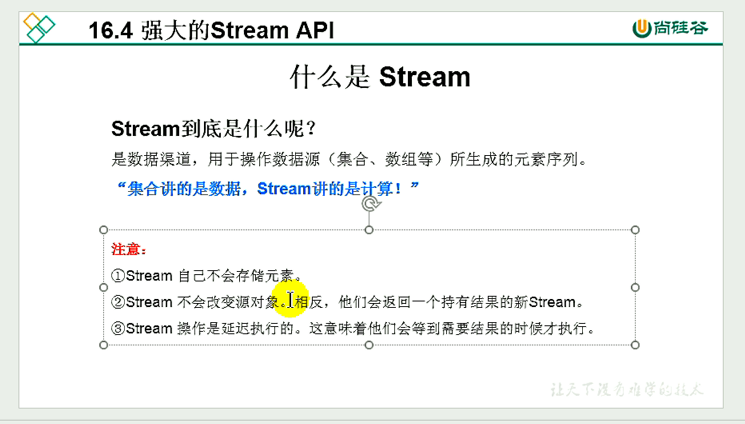 16.4 强大的Stream API
尚硅谷
什么是 Stream
Stream到底是什么呢？
是数据渠道，用于操作数据源（集合、数组等）所生成的元素序列。
“集合讲的是数据，Stream讲的是计算！”
注意：
①Stream 自己不会存储元素。
②Stream 不会改变源对象。相反，他们会返回一个持有结果的新Stream。
③Stream 操作是延迟执行的。这意味着他们会等到需要结果的时候才执行。
让天下没有难学的技术